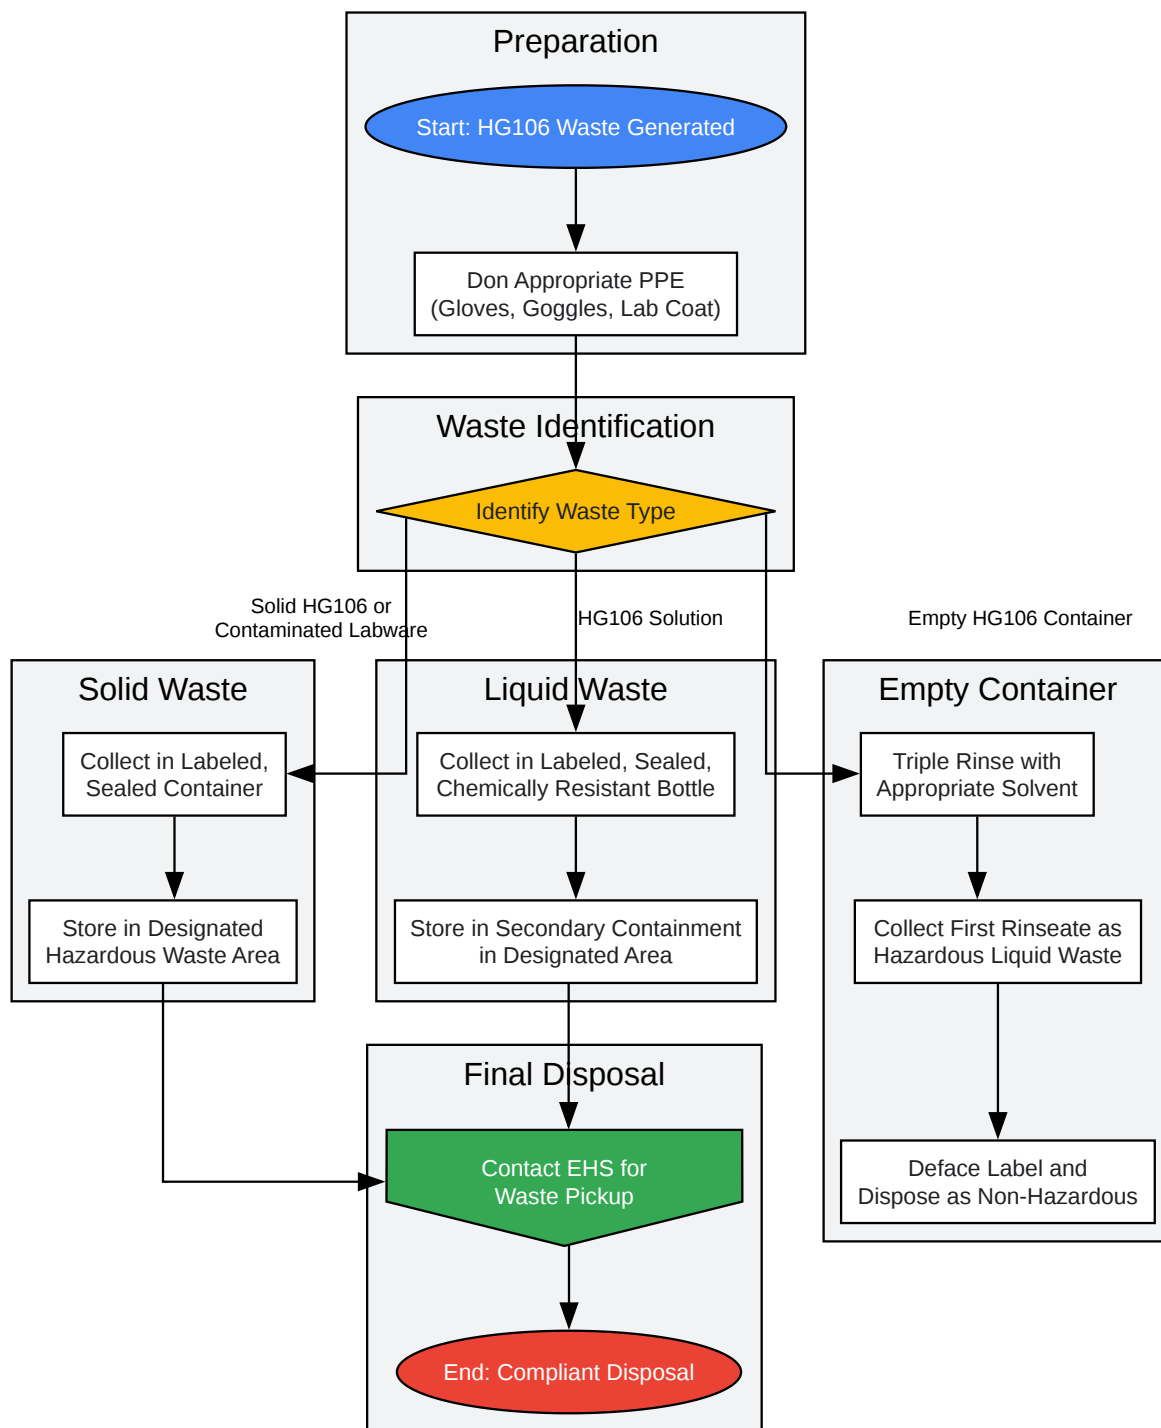 Preparation
Start: HG106 Waste Generated
Don Appropriate PPE
(Gloves, Goggles, Lab Coat)
Waste Identification
Identify Waste Type
Solid HG106 or
Contaminated Labware
HG106 Solution
Empty HG106 Container
Solid Waste
Collect in Labeled,
Sealed Container
Store in Designated
Hazardous Waste Area
Liquid Waste
Collect in Labeled, Sealed,
Chemically Resistant Bottle
Store in Secondary Containment
in Designated Area
Empty Container
Triple Rinse with
Appropriate Solvent
Collect First Rinseate as
Hazardous Liquid Waste
Deface Label and
Dispose as Non-Hazardous
Final Disposal
Contact EHS for
Waste Pickup
End: Compliant Disposal